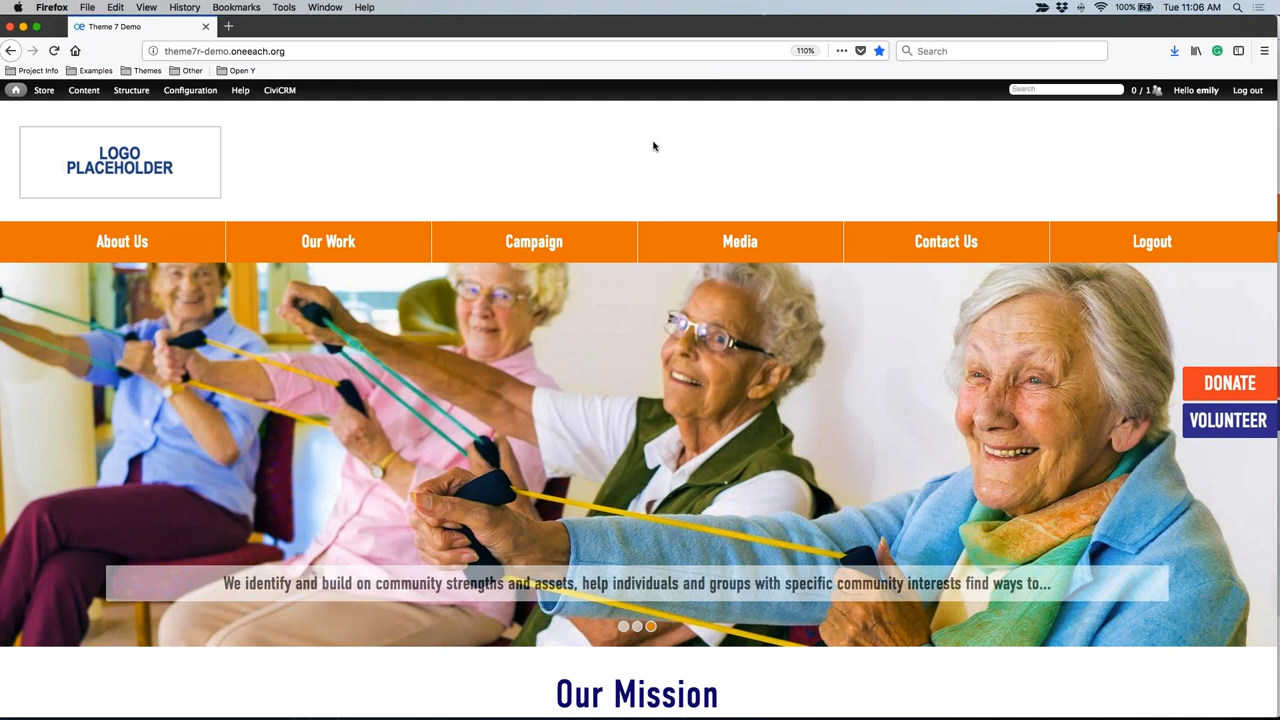 Firefox File Edit View History Bookmarks Tools Window Help
100% Tue 11:06 AM
Theme 7 Demo
theme7r-demo.oneeach.org
110%
Search
Project Info Examples Themes Other Open Y
Store Content Structure Configuration Help CiviCRM
Search
0 / 1
Hello emily
Log out
LOGO
PLACEHOLDER
About Us Our Work Campaign Media Contact Us Logout
DONATE
VOLUNTEER
We identify and build on community strengths and assets, help individuals and groups with specific community interests find ways to...
Our Mission